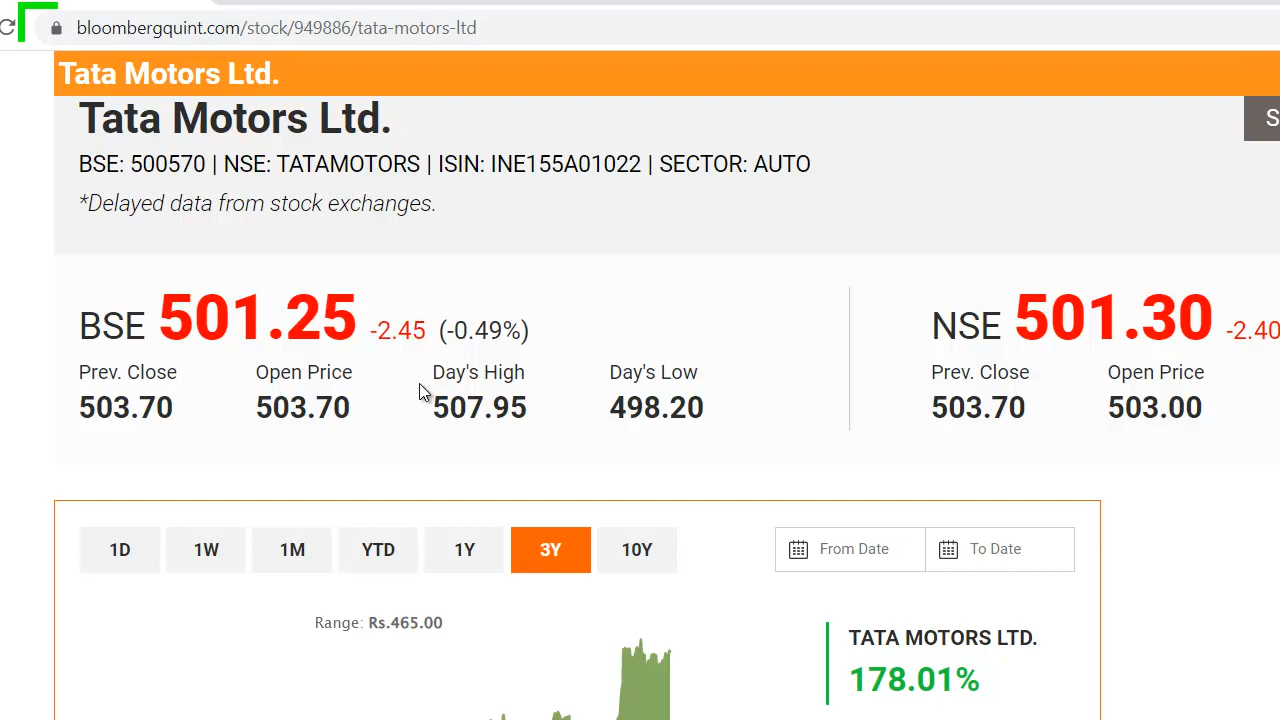 bloombergquint.com/stock/949886/tata-motors-ltd
Tata Motors Ltd.
Tata Motors Ltd.
S
BSE: 500570 | NSE: TATAMOTORS | ISIN: INE155A01022 | SECTOR: AUTO
*Delayed data from stock exchanges.
BSE 501.25 -2.45 (-0.49%)
Prev. Close Open Price Day's High Day's Low
503.70 503.70 507.95 498.20
NSE 501.30 -2.40
Prev. Close Open Price
503.70 503.00
1D 1W 1M YTD 1Y 3Y 10Y
From Date To Date
Range: Rs.465.00
TATA MOTORS LTD.
178.01%